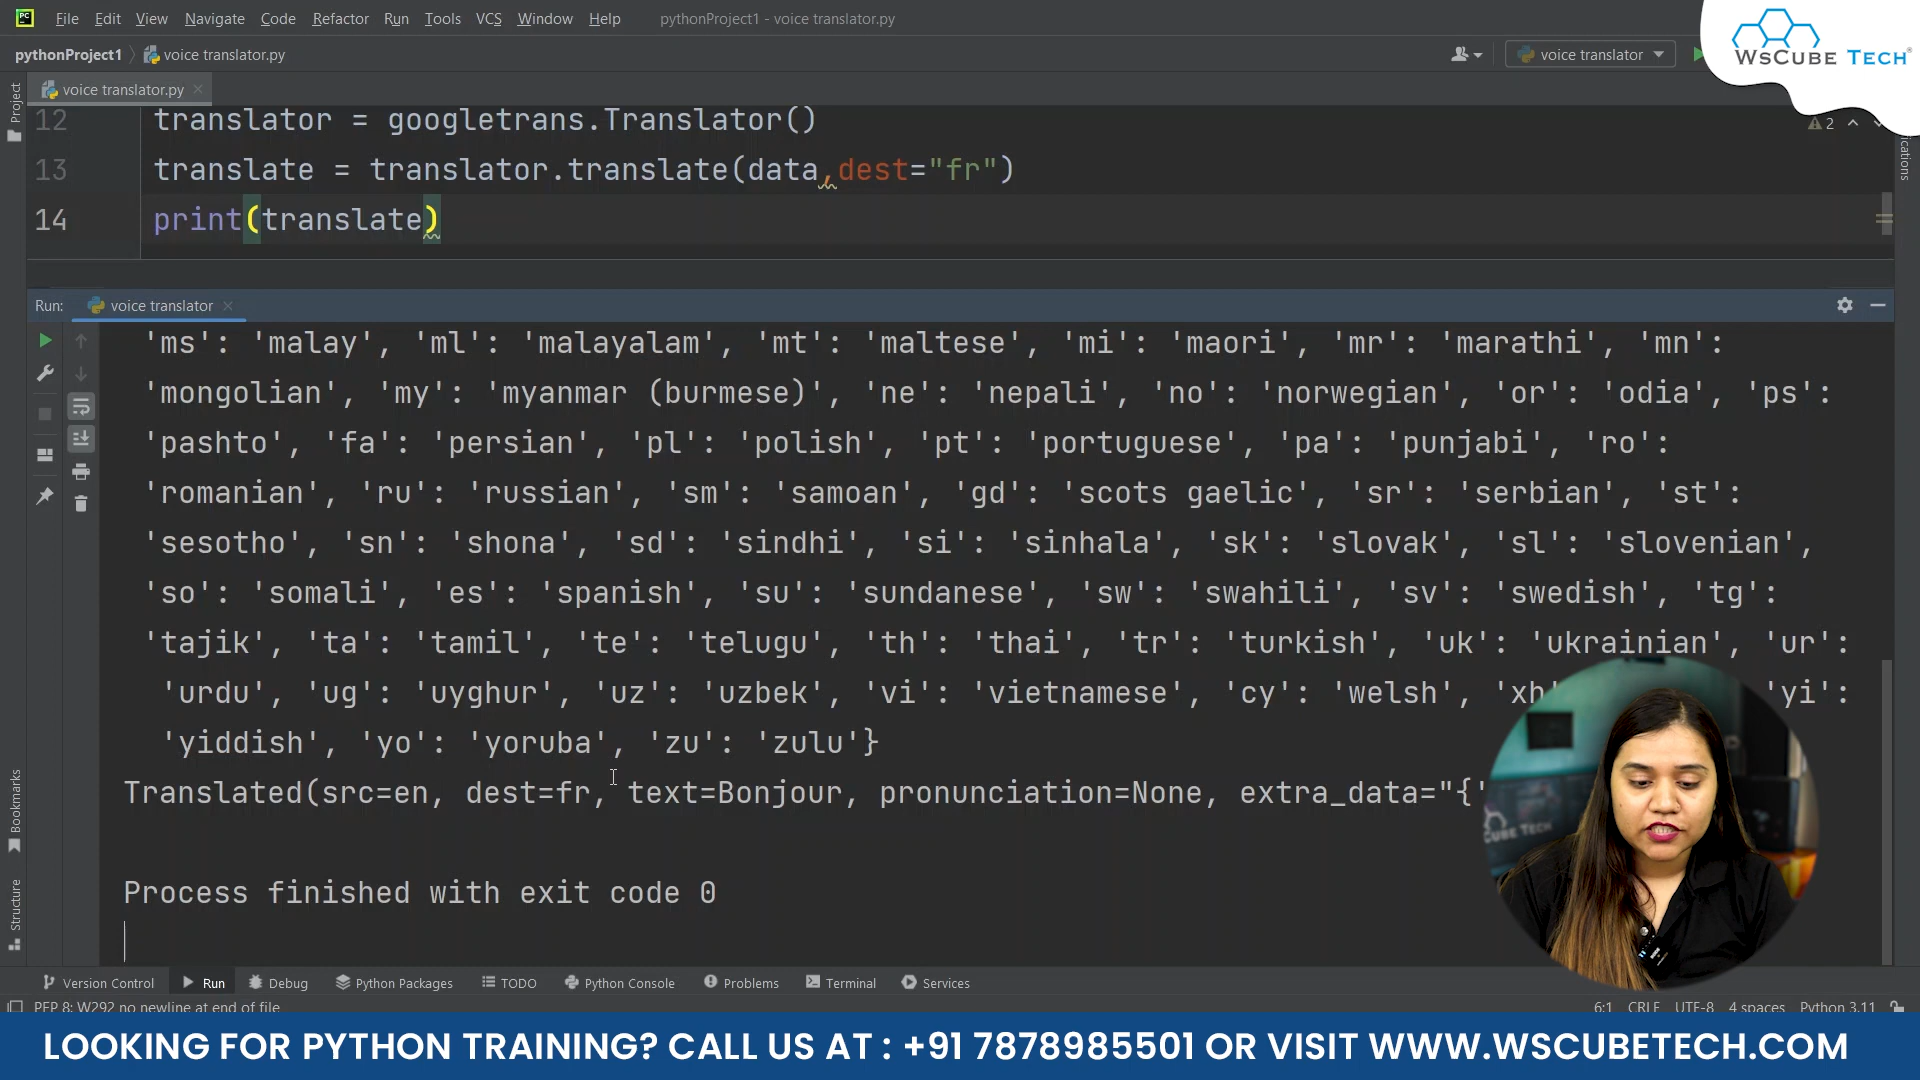 File Edit View Navigate Code Refactor Run Tools VCS Window Help pythonProject1 - voice translator.py
WsCube Tech
pythonProject1 voice translator.py voice translator
Project
voice translator.py
12 translator = googletrans.Translator()
2
13 translate = translator.translate(data,dest="fr")
14 print(translate)
Run: voice translator
'ms': 'malay', 'ml': 'malayalam', 'mt': 'maltese', 'mi': 'maori', 'mr': 'marathi', 'mn':
'mongolian', 'my': 'myanmar (burmese)', 'ne': 'nepali', 'no': 'norwegian', 'or': 'odia', 'ps':
'pashto', 'fa': 'persian', 'pl': 'polish', 'pt': 'portuguese', 'pa': 'punjabi', 'ro':
'romanian', 'ru': 'russian', 'sm': 'samoan', 'gd': 'scots gaelic', 'sr': 'serbian', 'st':
'sesotho', 'sn': 'shona', 'sd': 'sindhi', 'si': 'sinhala', 'sk': 'slovak', 'sl': 'slovenian',
'so': 'somali', 'es': 'spanish', 'su': 'sundanese', 'sw': 'swahili', 'sv': 'swedish', 'tg':
'tajik', 'ta': 'tamil', 'te': 'telugu', 'th': 'thai', 'tr': 'turkish', 'uk': 'ukrainian', 'ur':
'urdu', 'ug': 'uyghur', 'uz': 'uzbek', 'vi': 'vietnamese', 'cy': 'welsh', 'xh 'yi':
'yiddish', 'yo': 'yoruba', 'zu': 'zulu'}
Translated(src=en, dest=fr, text=Bonjour, pronunciation=None, extra_data="{'
Process finished with exit code 0
Bookmarks
Structure
Version Control Run Debug Python Packages TODO Python Console Problems Terminal Services
PEP 8: W292 no newline at end of file 6:1 CRLF UTF-8 4 spaces Python 3.11
LOOKING FOR PYTHON TRAINING? CALL US AT : +91 7878985501 OR VISIT WWW.WSCUBETECH.COM